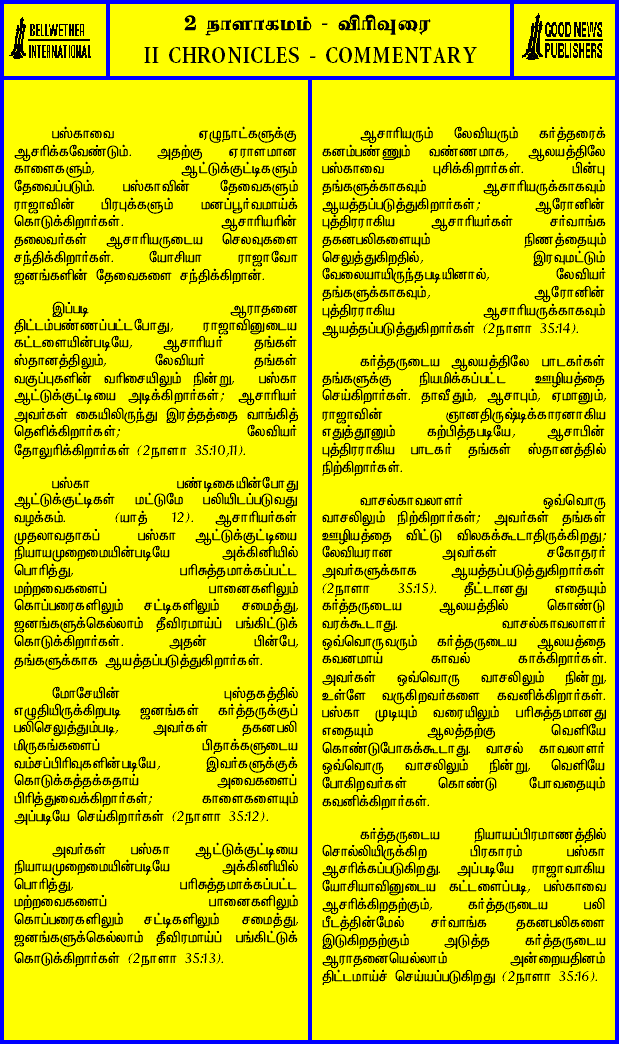 BELLWETHER
INTERNATIONAL
2 நாளாகமம் - விரிவுரை
II CHRONICLES - COMMENTARY
GOOD NEWS
PUBLISHERS
பஸ்காவை ஏழுநாட்களுக்கு
ஆசரிக்கவேண்டும். அதற்கு ஏராளமான
காளைகளும், ஆட்டுக்குட்டிகளும்
தேவைப்படும். பஸ்காவின் தேவைகளும்
ராஜாவின் பிரபுக்களும் மனப்பூர்வமாய்க்
கொடுக்கிறார்கள். ஆசாரியரின்
தலைவர்கள் ஆசாரியருடைய செலவுகளை
சந்திக்கிறார்கள். யோசியா ராஜாவோ
ஜனங்களின் தேவைகளை சந்திக்கிறான்.
இப்படி ஆராதனை
திட்டம்பண்ணப்பட்டபோது, ராஜாவினுடைய
கட்டளையின்படியே, ஆசாரியர் தங்கள்
ஸ்தானத்திலும், லேவியர் தங்கள்
வகுப்புகளின் வரிசையிலும் நின்று, பஸ்கா
ஆட்டுக்குட்டியை அடிக்கிறார்கள்; ஆசாரியர்
அவர்கள் கையிலிருந்து இரத்தத்தை வாங்கித்
தெளிக்கிறார்கள்; லேவியர்
தோலுரிக்கிறார்கள் (2நாளா 35:10,11).
பஸ்கா பண்டிகையின்போது
ஆட்டுக்குட்டிகள் மட்டுமே பலியிடப்படுவது
வழக்கம். (யாத் 12). ஆசாரியர்கள்
முதலாவதாகப் பஸ்கா ஆட்டுக்குட்டியை
நியாயமுறைமையின்படியே அக்கினியில்
பொரித்து, பரிசுத்தமாக்கப்பட்ட
மற்றவைகளைப் பானைகளிலும்
கொப்பரைகளிலும் சட்டிகளிலும் சமைத்து,
ஜனங்களுக்கெல்லாம் தீவிரமாய்ப் பங்கிட்டுக்
கொடுக்கிறார்கள். அதன் பின்பே,
தங்களுக்காக ஆயத்தப்படுத்துகிறார்கள்.
மோசேயின் புஸ்தகத்தில்
எழுதியிருக்கிறபடி ஜனங்கள் கர்த்தருக்குப்
பலிசெலுத்தும்படி, அவர்கள் தகனபலி
மிருகங்களைப் பிதாக்களுடைய
வம்சப்பிரிவுகளின்படியே, இவர்களுக்குக்
கொடுக்கத்தக்கதாய் அவைகளைப்
பிரித்துவைக்கிறார்கள்; காளைகளையும்
அப்படியே செய்கிறார்கள் (2நாளா 35:12).
அவர்கள் பஸ்கா ஆட்டுக்குட்டியை
நியாயமுறைமையின்படியே அக்கினியில்
பொரித்து, பரிசுத்தமாக்கப்பட்ட
மற்றவைகளைப் பானைகளிலும்
கொப்பரைகளிலும் சட்டிகளிலும் சமைத்து,
ஜனங்களுக்கெல்லாம் தீவிரமாய்ப் பங்கிட்டுக்
கொடுக்கிறார்கள் (2நாளா 35:13).
ஆசாரியரும் லேவியரும் கர்த்தரைக்
கனம்பண்ணும் வண்ணமாக, ஆலயத்திலே
பஸ்காவை புசிக்கிறார்கள். பின்பு
தங்களுக்காகவும் ஆசாரியருக்காகவும்
ஆயத்தப்படுத்துகிறார்கள்; ஆரோனின்
புத்திரராகிய ஆசாரியர்கள் சர்வாங்க
தகனபலிகளையும் நிணத்தையும்
செலுத்துகிறதில், இரவுமட்டும்
வேலையாயிருந்தபடியினால், லேவியர்
தங்களுக்காகவும், ஆரோனின்
புத்திரராகிய ஆசாரியருக்காகவும்
ஆயத்தப்படுத்துகிறார்கள் (2நாளா 35:14).
கர்த்தருடைய ஆலயத்திலே பாடகர்கள்
தங்களுக்கு நியமிக்கப்பட்ட ஊழியத்தை
செய்கிறார்கள். தாவீதும், ஆசாபும், ஏமானும்,
ராஜாவின் ஞானதிருஷ்டிக்காரனாகிய
எதுத்தூனும் கற்பித்தபடியே, ஆசாபின்
புத்திரராகிய பாடகர் தங்கள் ஸ்தானத்தில்
நிற்கிறார்கள்.
வாசல்காவலாளர் ஒவ்வொரு
வாசலிலும் நிற்கிறார்கள்; அவர்கள் தங்கள்
ஊழியத்தை விட்டு விலகக்கூடாதிருக்கிறது;
லேவியரான அவர்கள் சகோதரர்
அவர்களுக்காக ஆயத்தப்படுத்துகிறார்கள்
(2நாளா 35:15). தீட்டானது எதையும்
கர்த்தருடைய ஆலயத்தில் கொண்டு
வரக்கூடாது. வாசல்காவலாளர்
ஒவ்வொருவரும் கர்த்தருடைய ஆலயத்தை
கவனமாய் காவல் காக்கிறார்கள்.
அவர்கள் ஒவ்வொரு வாசலிலும் நின்று,
உள்ளே வருகிறவர்களை கவனிக்கிறார்கள்.
பஸ்கா முடியும் வரையிலும் பரிசுத்தமானது
எதையும் ஆலத்தற்கு வெளியே
கொண்டுபோகக்கூடாது. வாசல் காவலாளர்
ஒவ்வொரு வாசலிலும் நின்று, வெளியே
போகிறவர்கள் கொண்டு போவதையும்
கவனிக்கிறார்கள்.
கர்த்தருடைய நியாயப்பிரமாணத்தில்
சொல்லியிருக்கிற பிரகாரம் பஸ்கா
ஆசரிக்கப்படுகிறது. அப்படியே ராஜாவாகிய
யோசியாவினுடைய கட்டளைப்படி, பஸ்காவை
ஆசரிக்கிறதற்கும், கர்த்தருடைய பலி
பீடத்தின்மேல் சர்வாங்க தகனபலிகளை
இடுகிறதற்கும் அடுத்த கர்த்தருடைய
ஆராதனையெல்லாம் அன்றையதினம்
திட்டமாய்ச் செய்யப்படுகிறது (2நாளா 35:16).